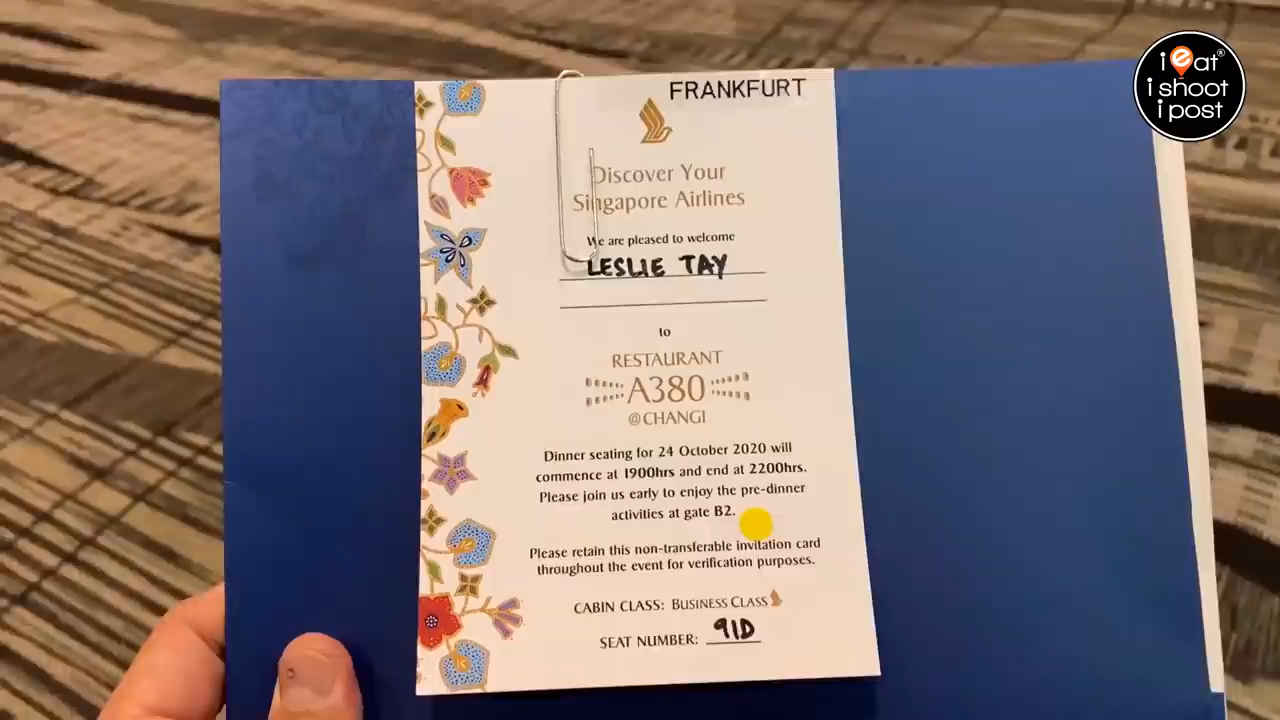 i eat®
i shoot
i post
FRANKFURT
Discover Your
Singapore Airlines
We are pleased to welcome
LESLIE TAY
to
RESTAURANT
A380
@CHANGI
Dinner seating for 24 October 2020 will
commence at 1900hrs and end at 2200hrs.
Please join us early to enjoy the pre-dinner
activities at gate B2.
Please retain this non-transferable invitation card
throughout the event for verification purposes.
CABIN CLASS: BUSINESS CLASS
SEAT NUMBER: 91D